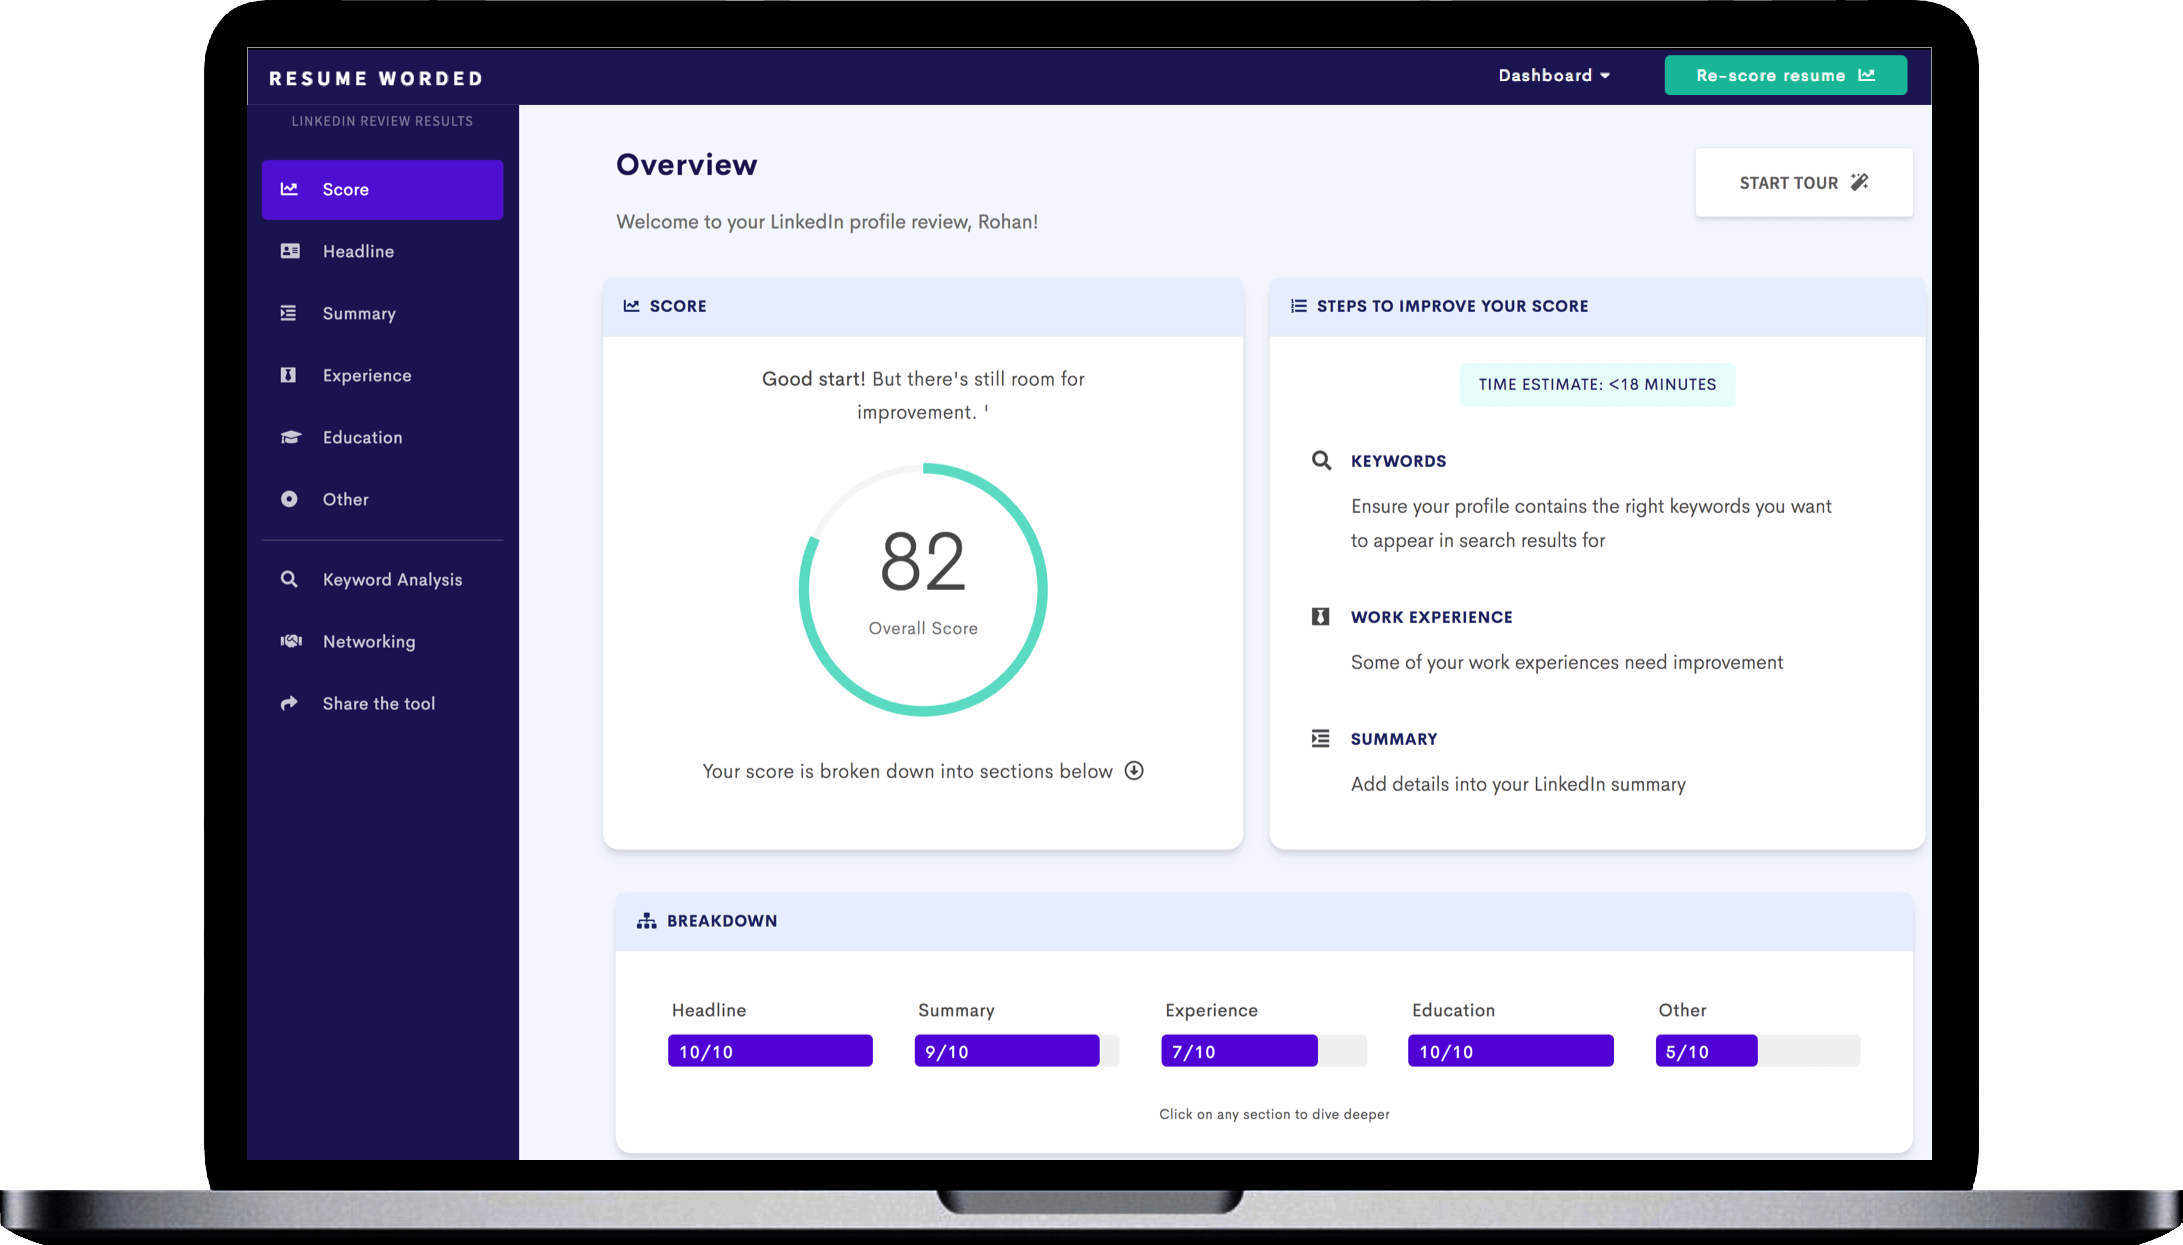 RESUME WORDED
Dashboard
Re-score resume
LINKEDIN REVIEW RESULTS
Score
Headline
Summary
Experience
Education
Other
Keyword Analysis
Networking
Share the tool
Overview
START TOUR
Welcome to your LinkedIn profile review, Rohan!
SCORE
Good start! But there's still room for
improvement. '
82
Overall Score
Your score is broken down into sections below
STEPS TO IMPROVE YOUR SCORE
TIME ESTIMATE: <18 MINUTES
KEYWORDS
Ensure your profile contains the right keywords you want
to appear in search results for
WORK EXPERIENCE
Some of your work experiences need improvement
SUMMARY
Add details into your LinkedIn summary
BREAKDOWN
Headline
10/10
Summary
9/10
Experience
7/10
Education
10/10
Other
5/10
Click on any section to dive deeper